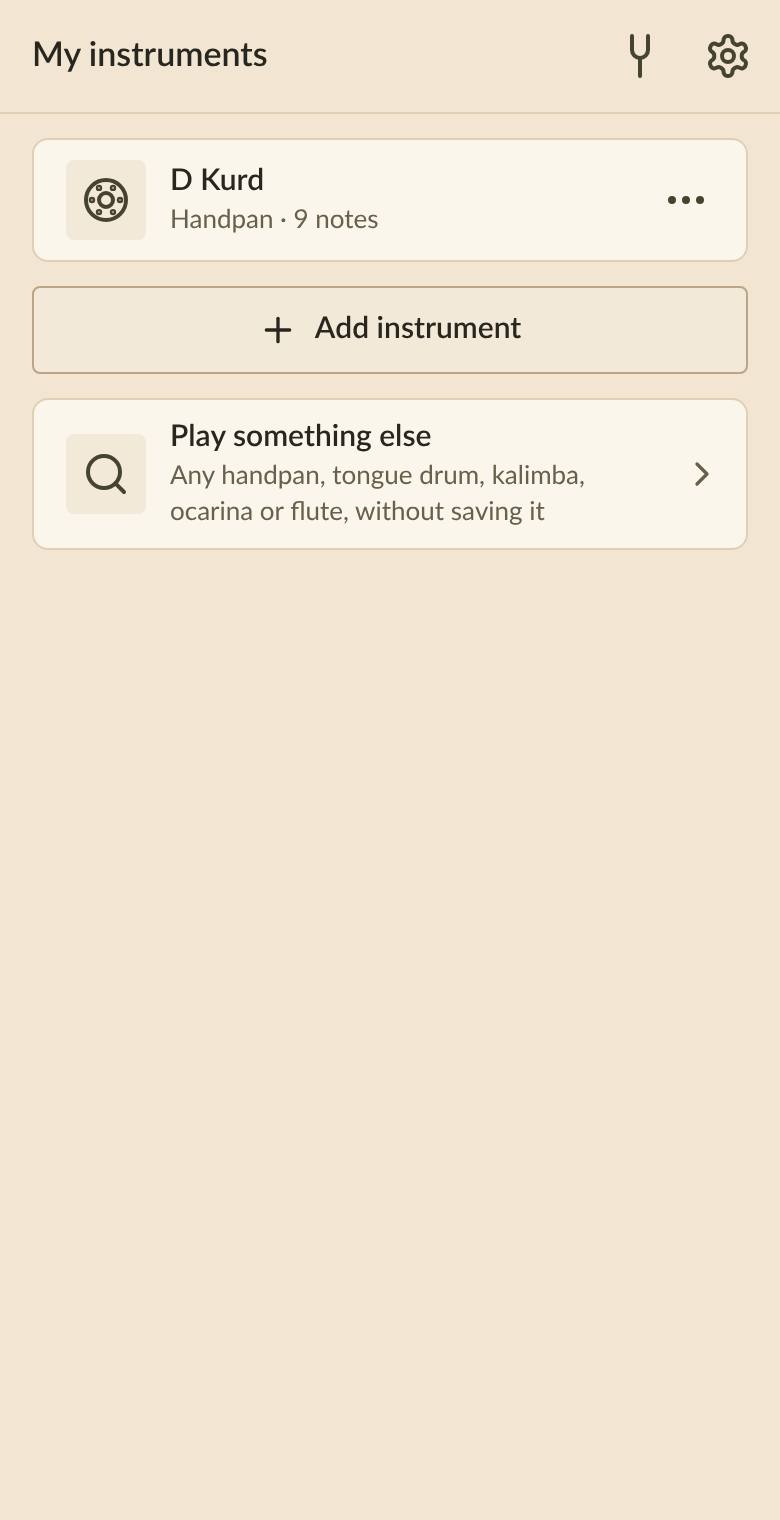 My instruments
D Kurd
Handpan · 9 notes
Add instrument
Play something else
Any handpan, tongue drum, kalimba,
ocarina or flute, without saving it